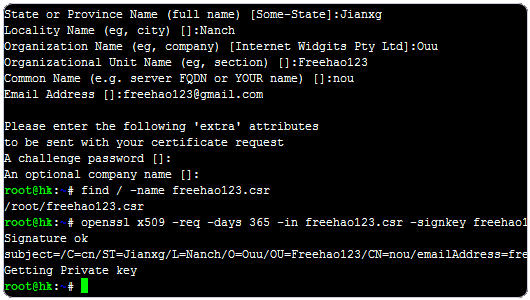 State or Province Name (full name) [Some-State]:Jianxg
Locality Name (eg, city) []:Nanch
Organization Name (eg, company) [Internet Widgits Pty Ltd]:Ouu
Organizational Unit Name (eg, section) []:Freehao123
Common Name (e.g. server FQDN or YOUR name) []:nou
Email Address []:freehao123@gmail.com
Please enter the following 'extra' attributes
to be sent with your certificate request
A challenge password []:
An optional company name []:
root@hk:~# find / -name freehao123.csr
/root/freehao123.csr
root@hk:~# openssl x509 -req -days 365 -in freehao123.csr -signkey freehao1
Signature ok
subject=/C=cn/ST=Jianxg/L=Nanch/O=Ouu/OU=Freehao123/CN=nou/emailAddress=fre
Getting Private key
root@hk:~#